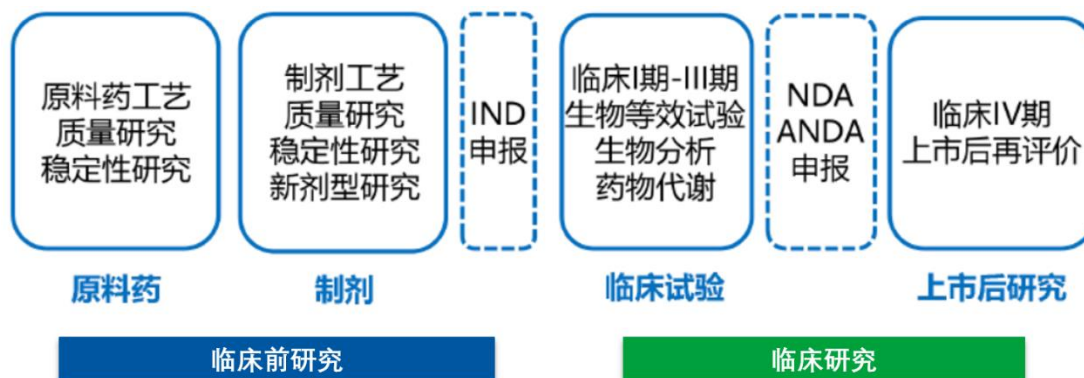 原料药工艺
质量研究
稳定性研究
制剂工艺
质量研究
稳定性研究
新剂型研究
IND
申报
临床I期-III期
生物等效试验
生物分析
药物代谢
NDA
ANDA
申报
临床IV期
上市后再评价
原料药
制剂
临床试验
上市后研究
临床前研究
临床研究